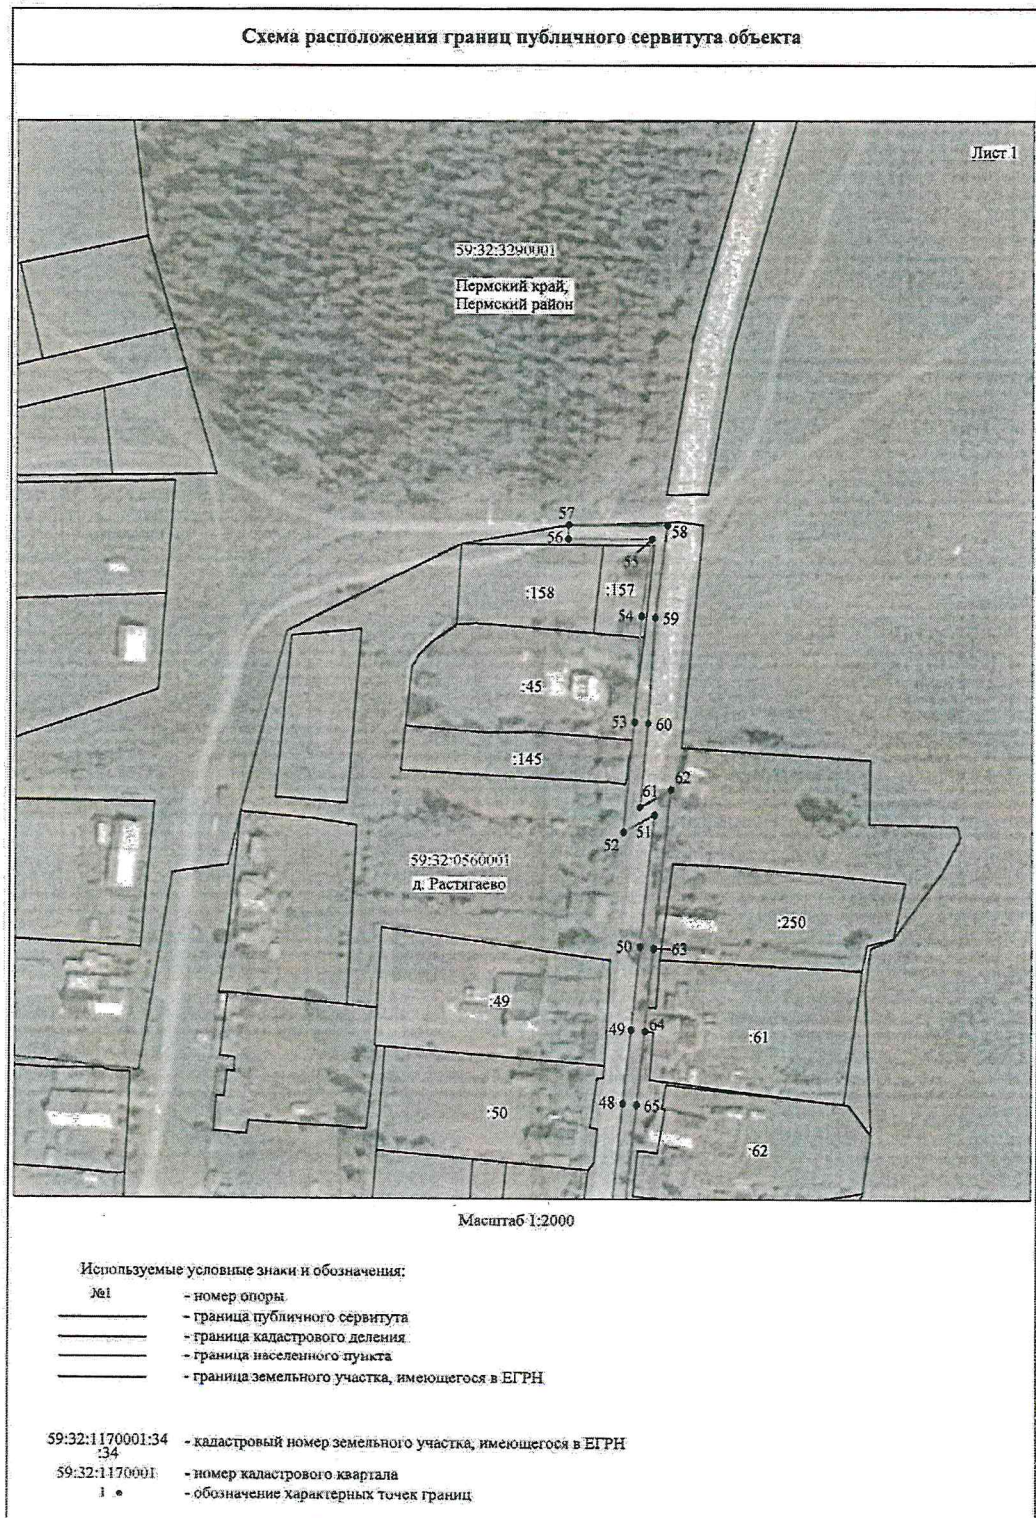 Схема расположения границ публичного сервитута объекта
Лист 1
59:32:3290001
Пермский край,
Пермский район
57
58
56
55
:158
:157
54
59
:45
53
60
:145
62
61
51
52
59:32:0560001
д. Растягаево
:250
50
63
:49
49
64
:61
:50
48
65
:62
Масштаб 1:2000
Используемые условные знаки и обозначения:
№1 - номер опоры
- граница публичного сервитута
- граница кадастрового деления
- граница населенного пункта
- граница земельного участка, имеющегося в ЕГРН
59:32:1170001:34 - кадастровый номер земельного участка, имеющегося в ЕГРН
:34
59:32:1170001 - номер кадастрового квартала
1 - обозначение характерных точек границ